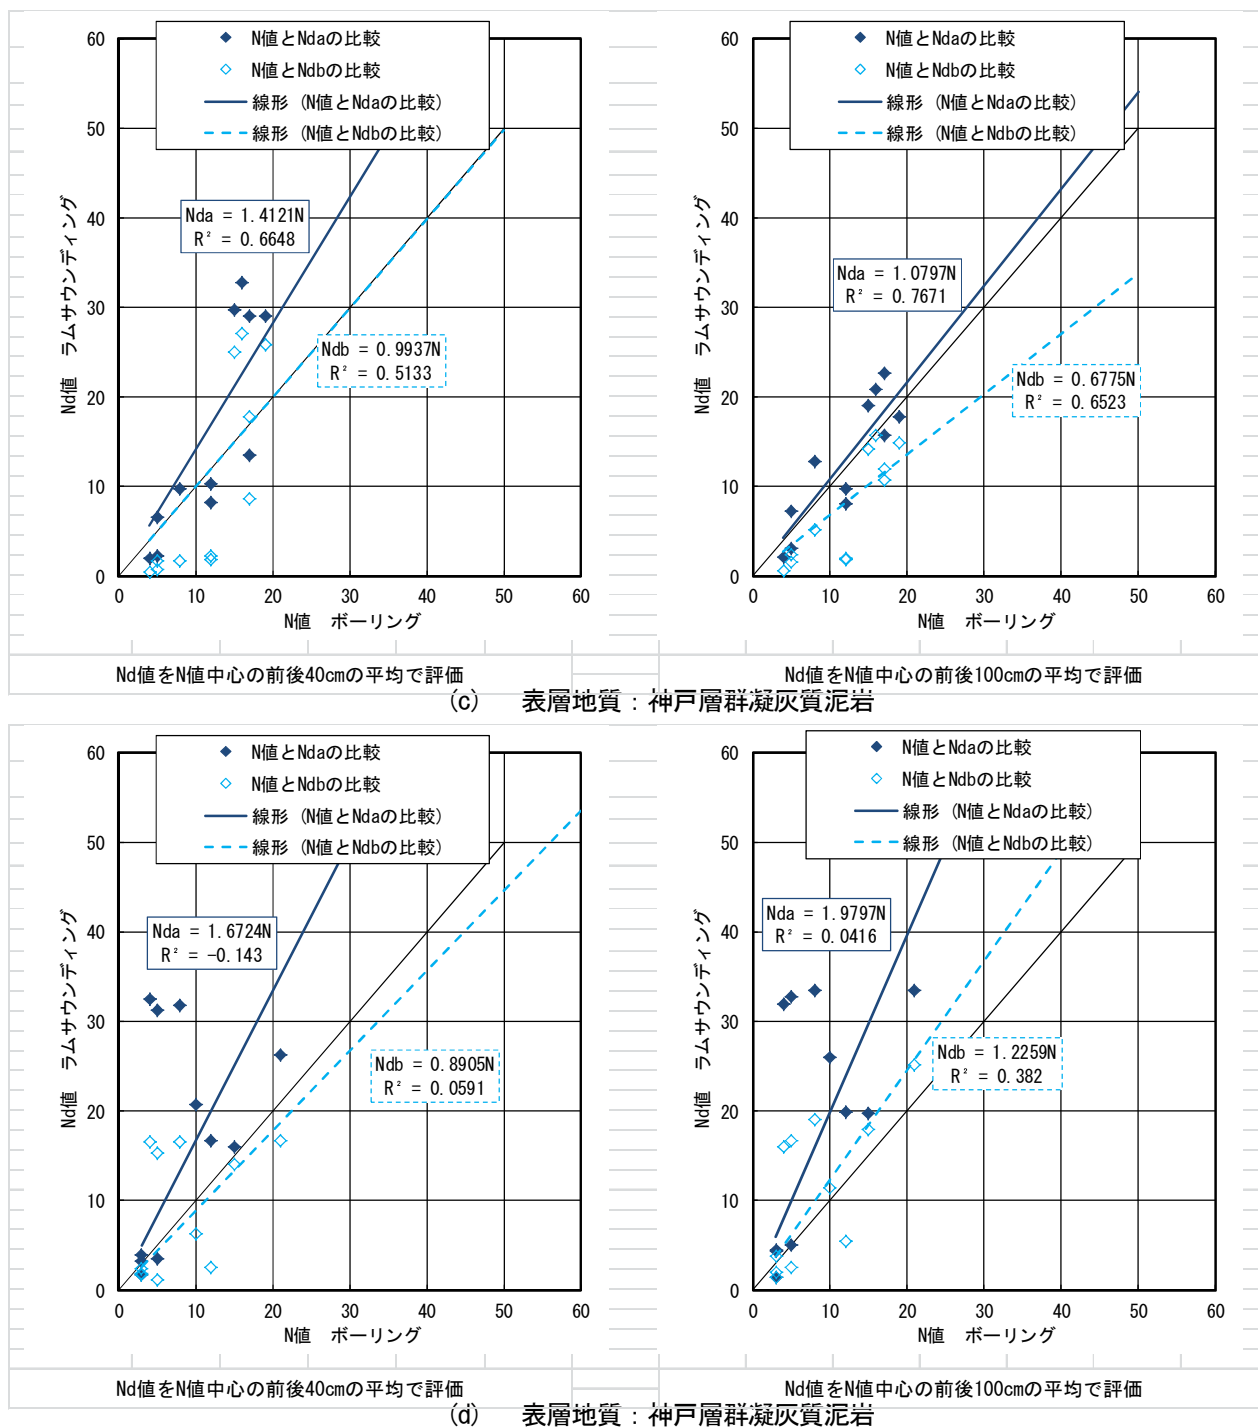 N値とNdaの比較
N値とNdbの比較
線形 (N値とNdaの比較)
線形 (N値とNdbの比較)
60
50
40
30
20
10
0
Nd値 ラムサウンディング
Nda = 1.4121N
R² = 0.6648
Ndb = 0.9937N
R² = 0.5133
0 10 20 30 40 50 60
N値 ボーリング
Nd値をN値中心の前後40cmの平均で評価
N値とNdaの比較
N値とNdbの比較
線形 (N値とNdaの比較)
線形 (N値とNdbの比較)
60
50
40
30
20
10
0
Nd値 ラムサウンディング
Nda = 1.0797N
R² = 0.7671
Ndb = 0.6775N
R² = 0.6523
0 10 20 30 40 50 60
N値 ボーリング
Nd値をN値中心の前後100cmの平均で評価
(c) 表層地質：神戸層群凝灰質泥岩
N値とNdaの比較
N値とNdbの比較
線形 (N値とNdaの比較)
線形 (N値とNdbの比較)
60
50
40
30
20
10
0
Nd値 ラムサウンディング
Nda = 1.6724N
R² = -0.143
Ndb = 0.8905N
R² = 0.0591
0 10 20 30 40 50 60
N値 ボーリング
Nd値をN値中心の前後40cmの平均で評価
N値とNdaの比較
N値とNdbの比較
線形 (N値とNdaの比較)
線形 (N値とNdbの比較)
60
50
40
30
20
10
0
Nd値 ラムサウンディング
Nda = 1.9797N
R² = 0.0416
Ndb = 1.2259N
R² = 0.382
0 10 20 30 40 50 60
N値 ボーリング
Nd値をN値中心の前後100cmの平均で評価
(d) 表層地質：神戸層群凝灰質泥岩